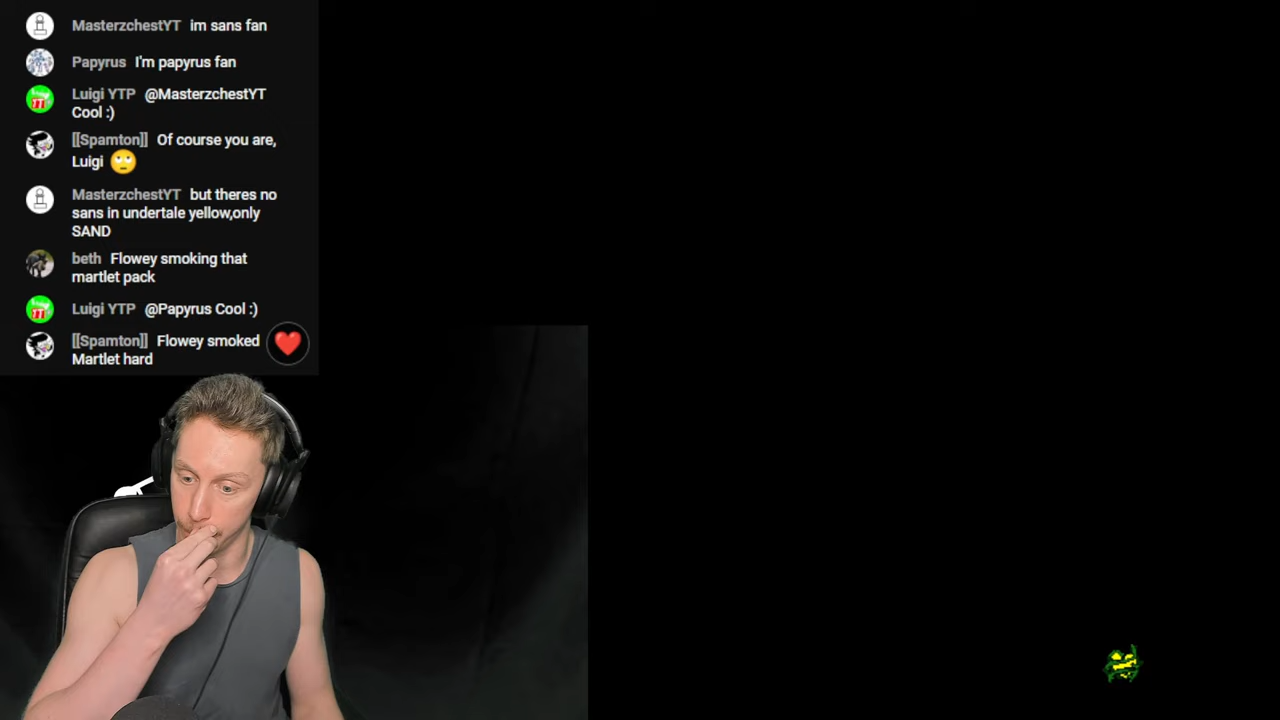 MasterzchestYT im sans fan
Papyrus I'm papyrus fan
Luigi YTP @MasterzchestYT
Cool :)
[[Spamton]] Of course you are,
Luigi 🙄
MasterzchestYT but theres no
sans in undertale yellow,only
SAND
beth Flowey smoking that
martlet pack
Luigi YTP @Papyrus Cool :)
[[Spamton]] Flowey smoked
Martlet hard